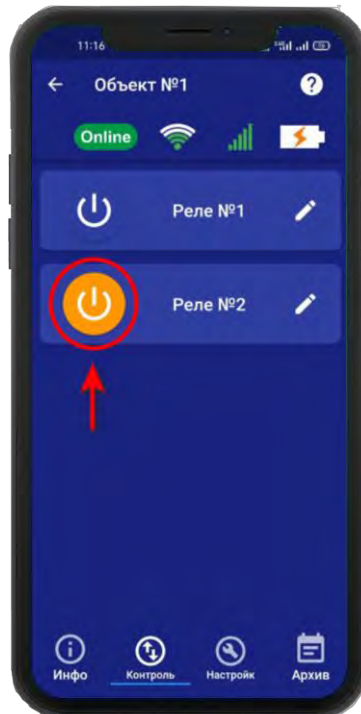 11:16
Объект №1
?
Online
Реле №1
Реле №2
Инфо
Контроль
Настройк
Архив